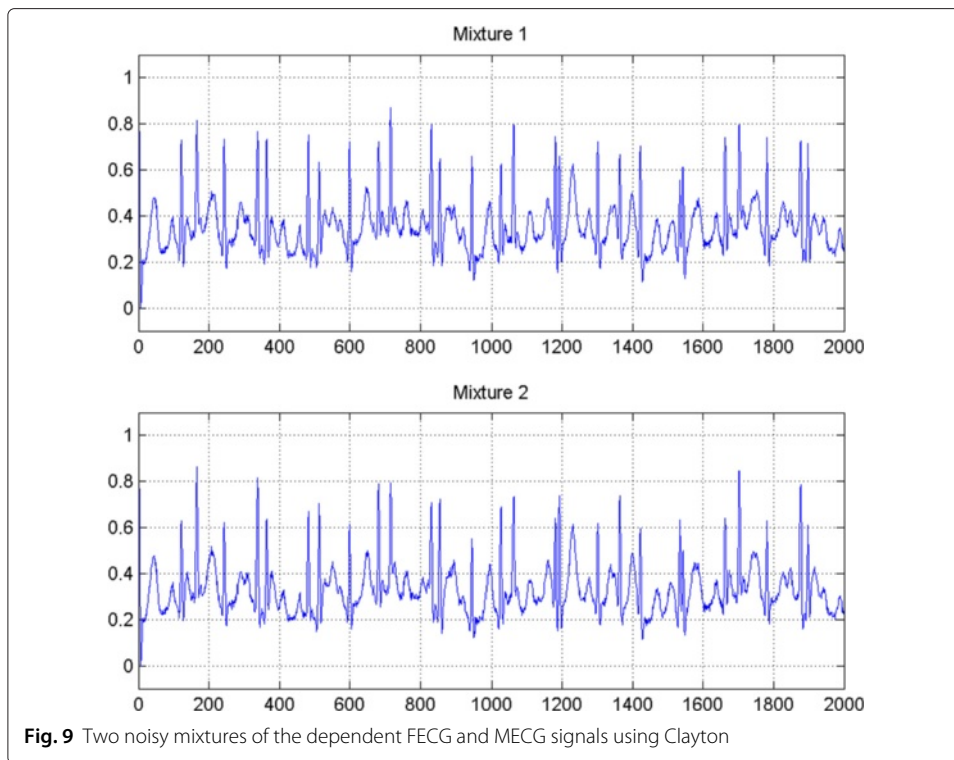 Mixture 1
1
0.8
0.6
0.4
0.2
0
0 200 400 600 800 1000 1200 1400 1600 1800 2000
Mixture 2
1
0.8
0.6
0.4
0.2
0
0 200 400 600 800 1000 1200 1400 1600 1800 2000
Fig. 9 Two noisy mixtures of the dependent FECG and MECG signals using Clayton